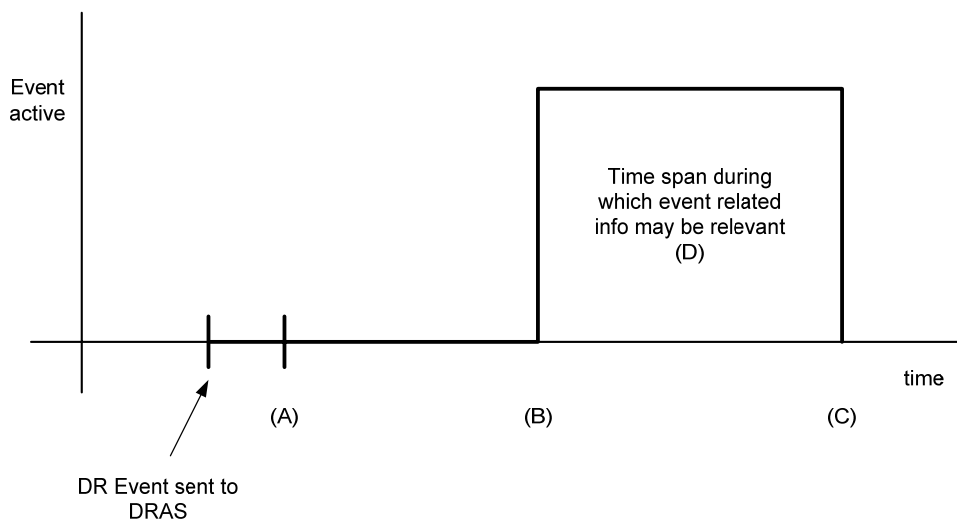 Event
active
Time span during
which event related
info may be relevant
(D)
time
(A)
(B)
(C)
DR Event sent to
DRAS